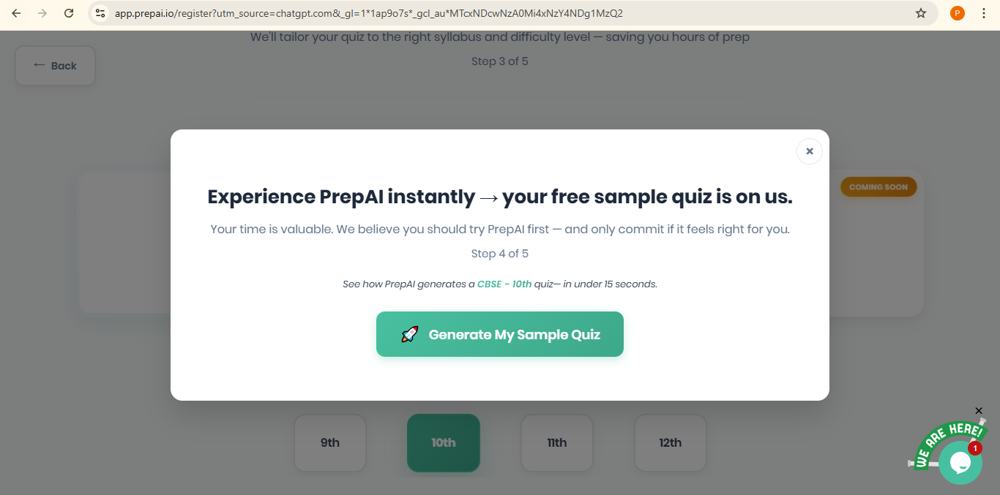 app.prepai.io/register?utm_source=chatgpt.com&_gl=1*1ap9o7s*_gcl_au*MTcxNDcwNzA0Mi4xNzY4NDg1MzQ2
P
We'll tailor your quiz to the right syllabus and difficulty level — saving you hours of prep
← Back
Step 3 of 5
COMING SOON
Experience PrepAI instantly → your free sample quiz is on us.
Your time is valuable. We believe you should try PrepAI first — and only commit if it feels right for you.
Step 4 of 5
See how PrepAI generates a CBSE - 10th quiz— in under 15 seconds.
🚀 Generate My Sample Quiz
9th
10th
11th
12th
WE ARE HERE!
1